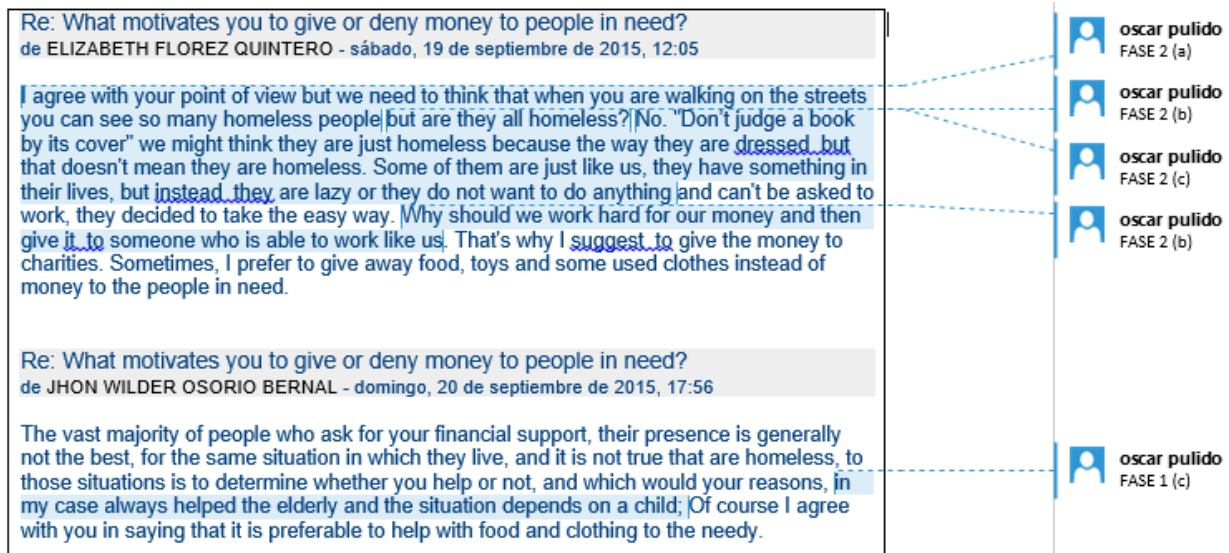 Re: What motivates you to give or deny money to people in need?
de ELIZABETH FLOREZ QUINTERO - sábado, 19 de septiembre de 2015, 12:05
I agree with your point of view but we need to think that when you are walking on the streets
you can see so many homeless people but are they all homeless? No. "Don't judge a book
by its cover" we might think they are just homeless because the way they are dressed but
that doesn't mean they are homeless. Some of them are just like us, they have something in
their lives, but instead they are lazy or they do not want to do anything and can't be asked to
work, they decided to take the easy way. Why should we work hard for our money and then
give it to someone who is able to work like us. That's why I suggest to give the money to
charities. Sometimes, I prefer to give away food, toys and some used clothes instead of
money to the people in need.
Re: What motivates you to give or deny money to people in need?
de JHON WILDER OSORIO BERNAL - domingo, 20 de septiembre de 2015, 17:56
The vast majority of people who ask for your financial support, their presence is generally
not the best, for the same situation in which they live, and it is not true that are homeless, to
those situations is to determine whether you help or not, and which would your reasons, in
my case always helped the elderly and the situation depends on a child; Of course I agree
with you in saying that it is preferable to help with food and clothing to the needy.
oscar pulido
FASE 2 (a)
oscar pulido
FASE 2 (b)
oscar pulido
FASE 2 (c)
oscar pulido
FASE 2 (b)
oscar pulido
FASE 1 (c)